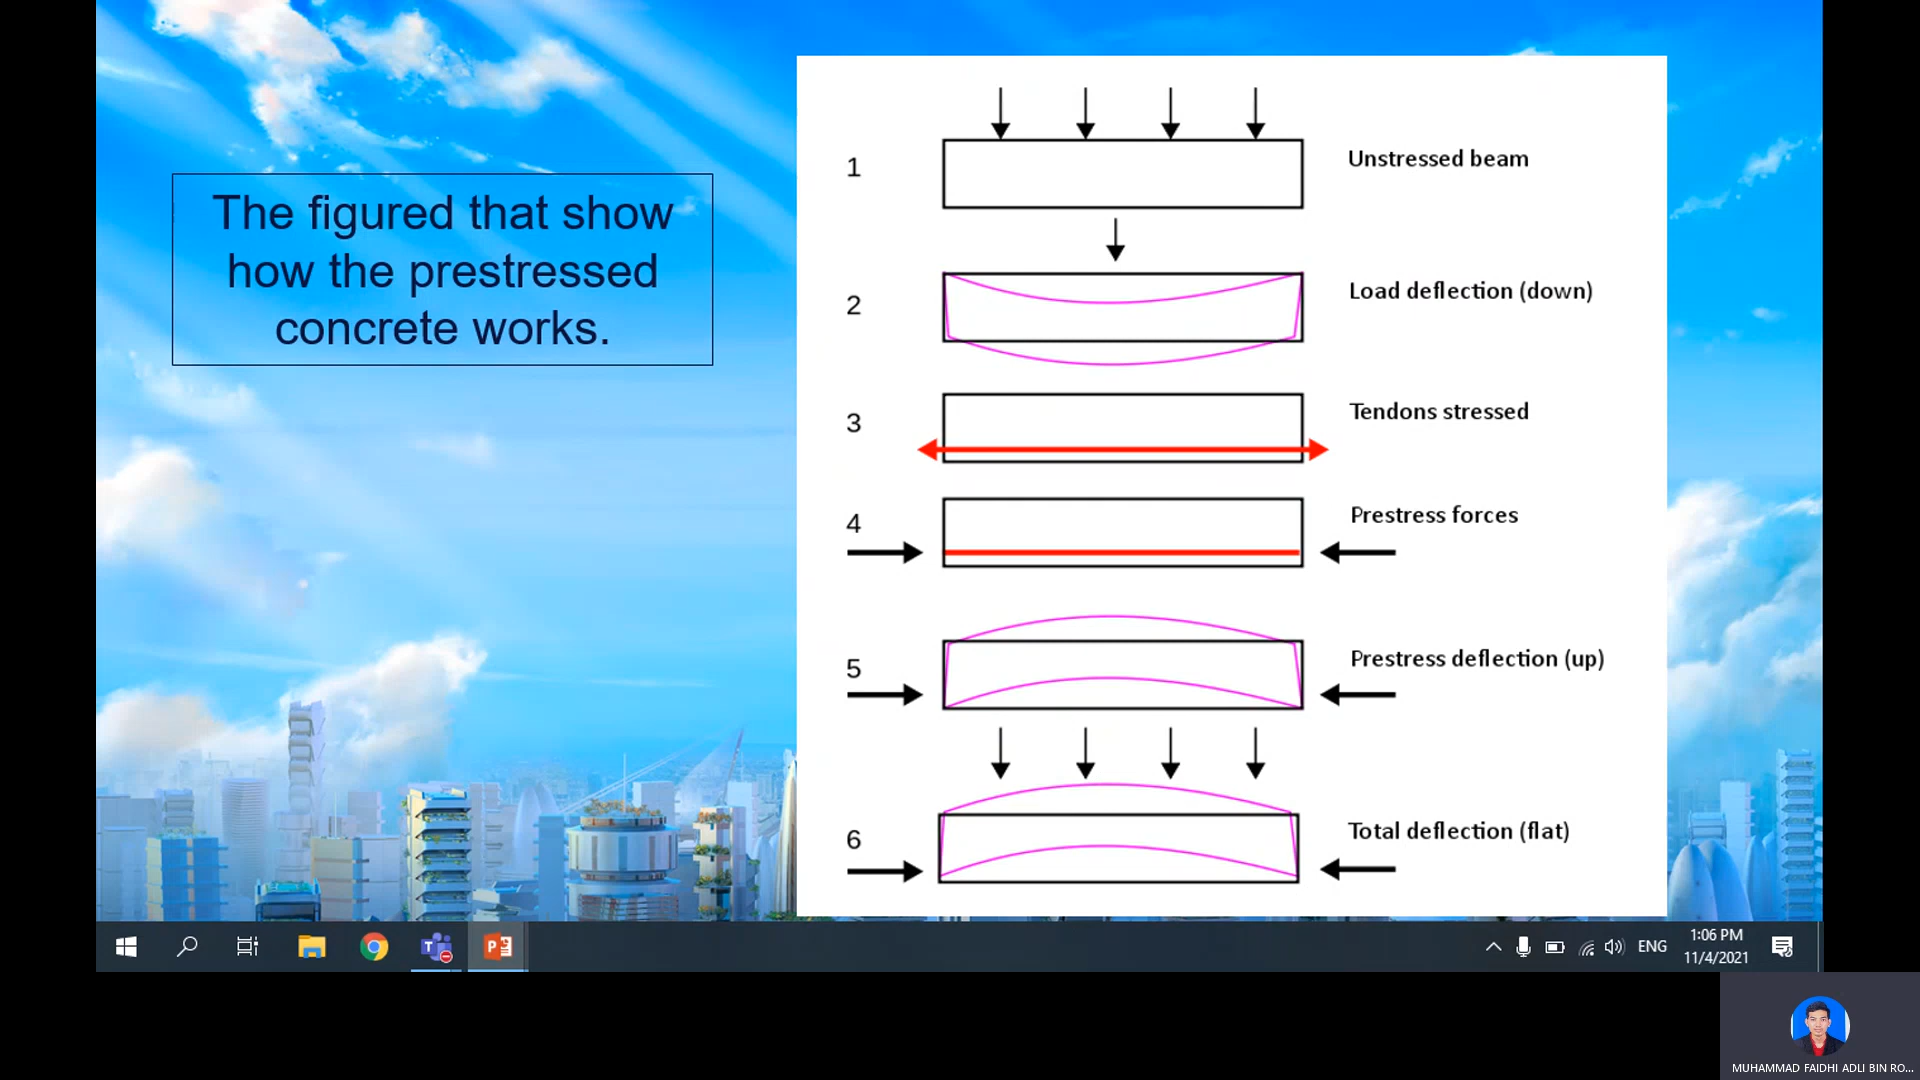 The figured that show
how the prestressed
concrete works.
1
Unstressed beam
2
Load deflection (down)
3
Tendons stressed
4
Prestress forces
5
Prestress deflection (up)
6
Total deflection (flat)
ENG
1:06 PM
11/4/2021
MUHAMMAD FAIDHI ADLI BIN RO...